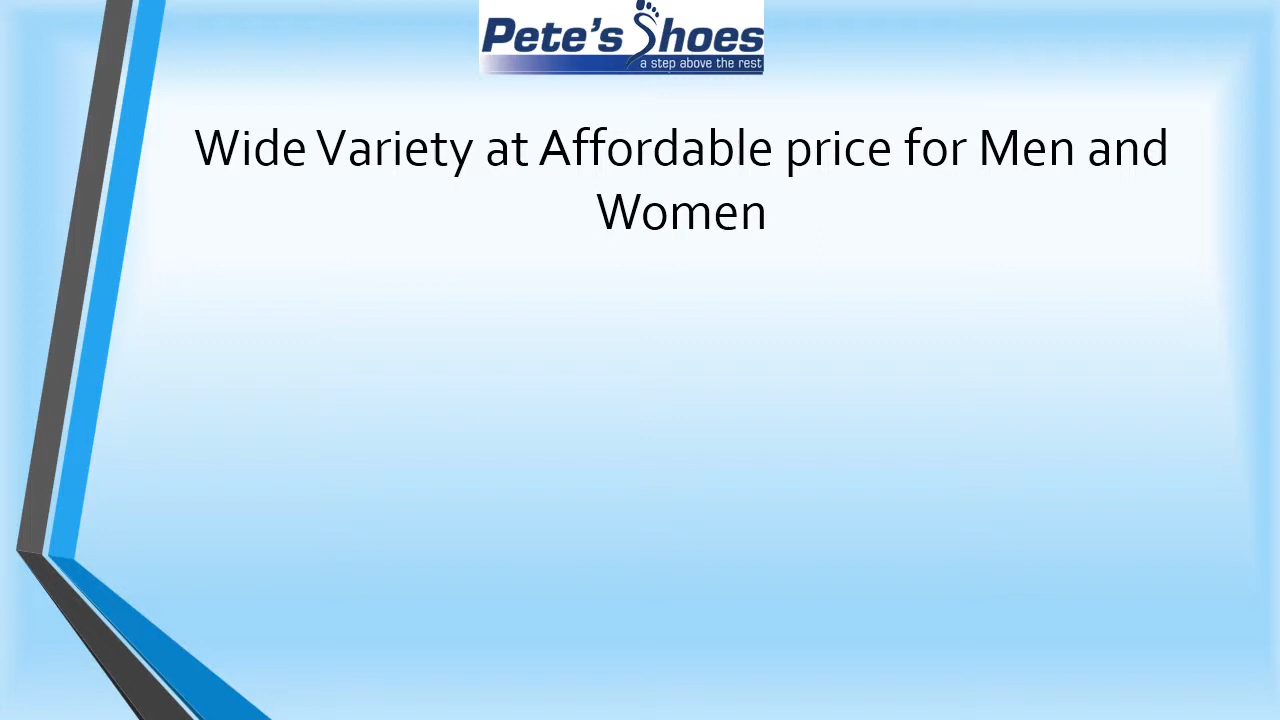 Pete's Shoes
a step above the rest
Wide Variety at Affordable price for Men and
Women